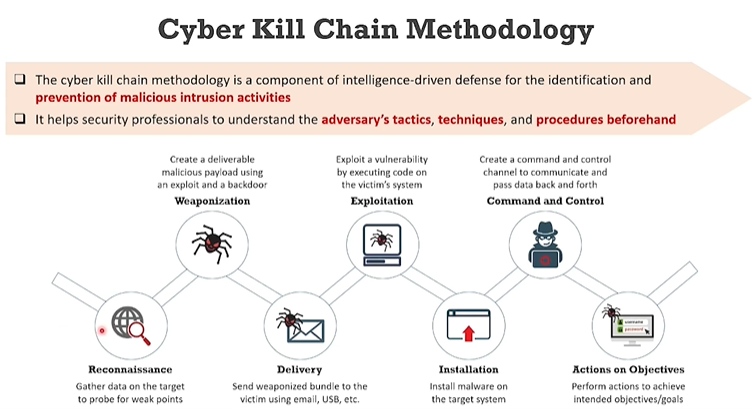 Cyber Kill Chain Methodology
The cyber kill chain methodology is a component of intelligence-driven defense for the identification and
prevention of malicious intrusion activities
It helps security professionals to understand the adversary's tactics, techniques, and procedures beforehand
Create a deliverable
malicious payload using
an exploit and a backdoor
Weaponization
Exploit a vulnerability
by executing code on
the victim's system
Exploitation
Create a command and control
channel to communicate and
pass data back and forth
Command and Control
username
password
Reconnaissance
Gather data on the target
to probe for weak points
Delivery
Send weaponized bundle to the
victim using email, USB, etc.
Installation
Install malware on
the target system
Actions on Objectives
Perform actions to achieve
intended objectives/goals